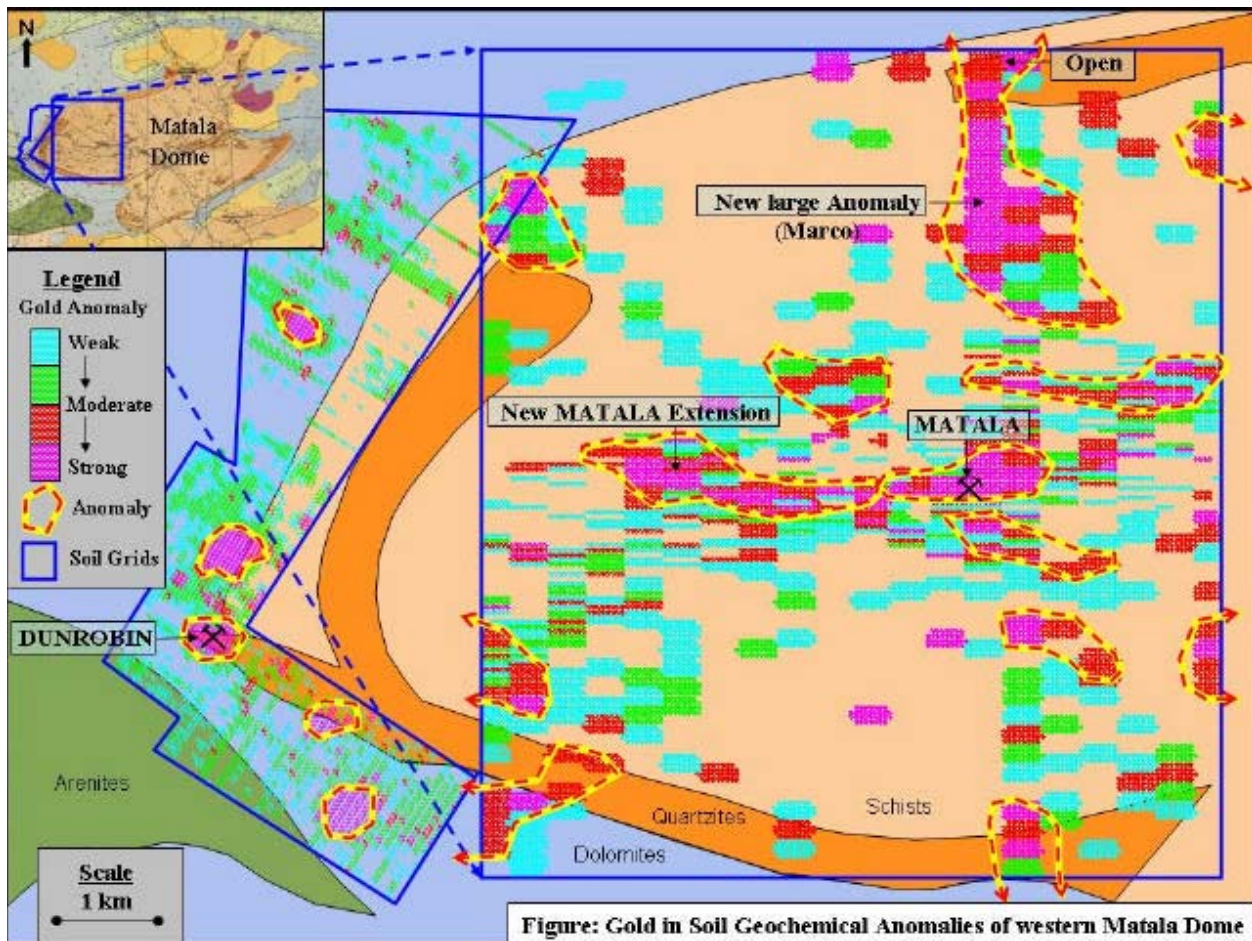 N
Matala
Dome
Open
New large Anomaly
(Marco)
Legend
Gold Anomaly
Weak
Moderate
Strong
Anomaly
Soil Grids
New MATALA Extension
MATALA
DUNROBIN
Arenites
Schists
Quartzites
Dolomites
Scale
1 km
Figure: Gold in Soil Geochemical Anomalies of western Matala Dome